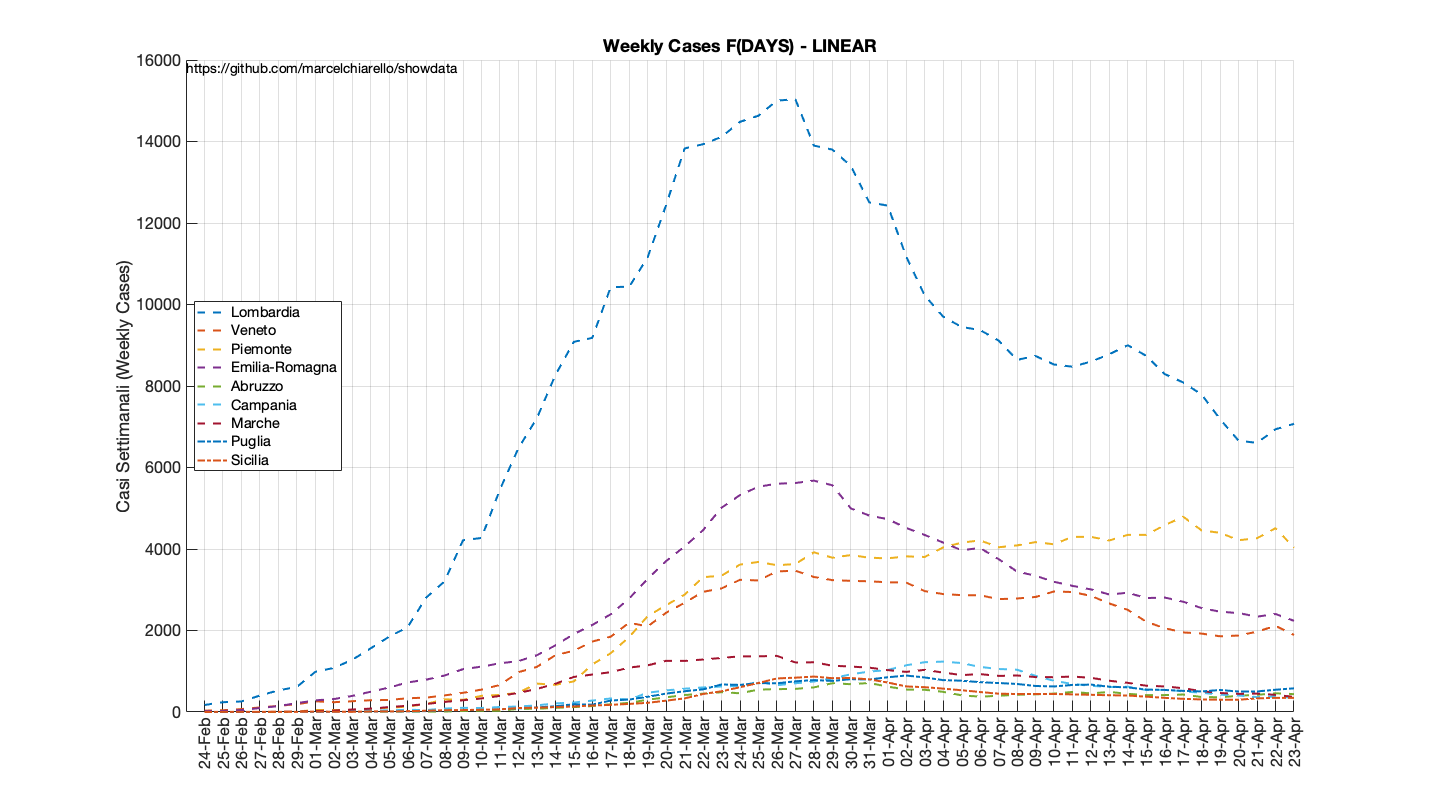 Weekly Cases F(DAYS) - LINEAR
https://github.com/marcelchiarello/showdata
Casi Settimanali (Weekly Cases)
16000
14000
12000
10000
8000
6000
4000
2000
0
Lombardia
Veneto
Piemonte
Emilia-Romagna
Abruzzo
Campania
Marche
Puglia
Sicilia
24-Feb
25-Feb
26-Feb
27-Feb
28-Feb
29-Feb
01-Mar
02-Mar
03-Mar
04-Mar
05-Mar
06-Mar
07-Mar
08-Mar
09-Mar
10-Mar
11-Mar
12-Mar
13-Mar
14-Mar
15-Mar
16-Mar
17-Mar
18-Mar
19-Mar
20-Mar
21-Mar
22-Mar
23-Mar
24-Mar
25-Mar
26-Mar
27-Mar
28-Mar
29-Mar
30-Mar
31-Mar
01-Apr
02-Apr
03-Apr
04-Apr
05-Apr
06-Apr
07-Apr
08-Apr
09-Apr
10-Apr
11-Apr
12-Apr
13-Apr
14-Apr
15-Apr
16-Apr
17-Apr
18-Apr
19-Apr
20-Apr
21-Apr
22-Apr
23-Apr